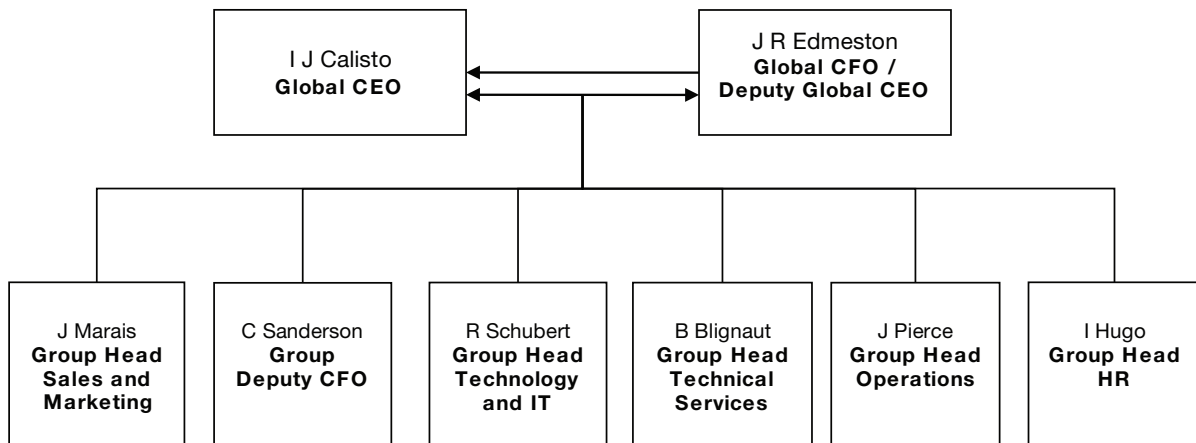 I J Calisto
Global CEO
J R Edmeston
Global CFO /
Deputy Global CEO
J Marais
Group Head
Sales and
Marketing
C Sanderson
Group
Deputy CFO
R Schubert
Group Head
Technology
and IT
B Blignaut
Group Head
Technical
Services
J Pierce
Group Head
Operations
I Hugo
Group Head
HR